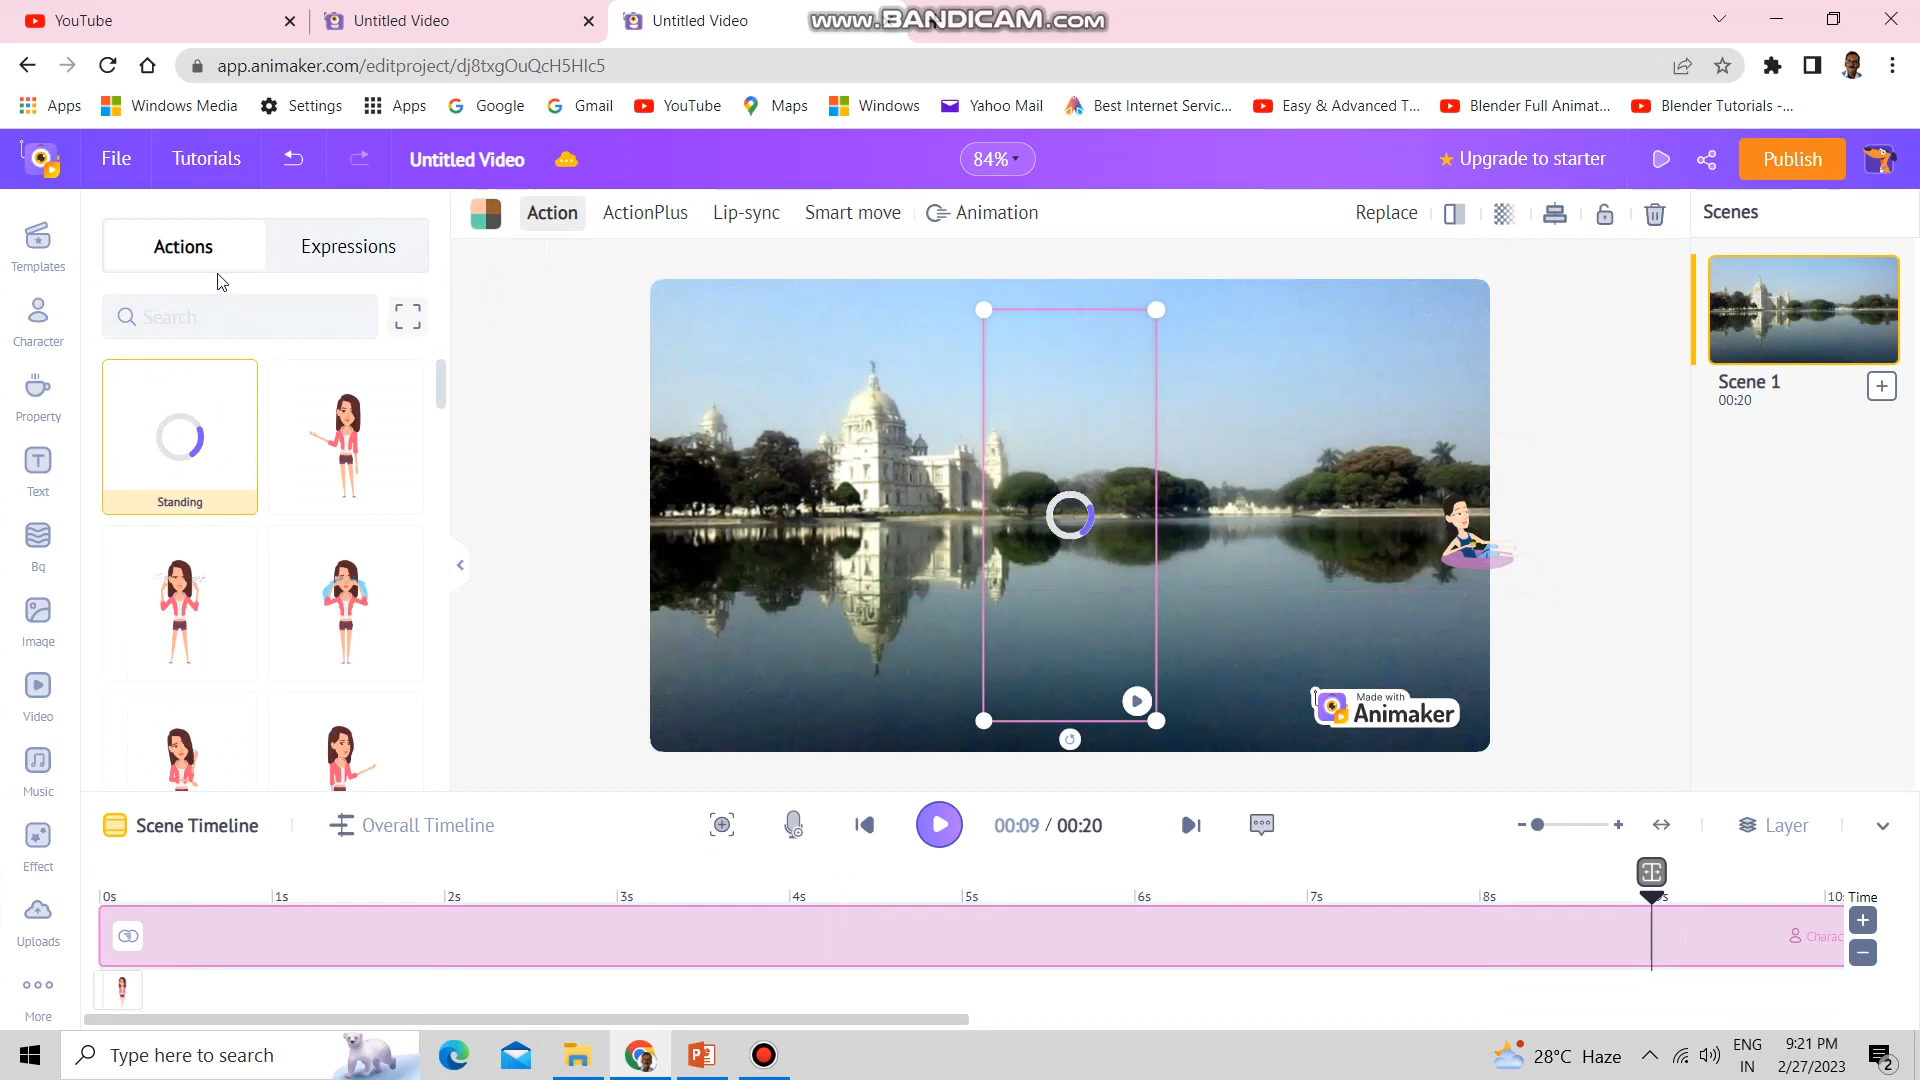 YouTube
Untitled Video
Untitled Video
www.BANDICAM.com
app.animaker.com/editproject/dj8txgOuQcH5HIc5
Apps
Windows Media
Settings
Apps
Google
Gmail
YouTube
Maps
Windows
Yahoo Mail
Best Internet Servic...
Easy & Advanced T...
Blender Full Animat...
Blender Tutorials -...
File
Tutorials
Untitled Video
84%
Upgrade to starter
Publish
Templates
Character
Property
Text
Bg
Image
Video
Music
Effect
Uploads
More
Actions
Expressions
Search
Standing
Action
ActionPlus
Lip-sync
Smart move
Animation
Replace
Made with
Animaker
Scenes
Scene 1
00:20
Scene Timeline
Overall Timeline
00:09 / 00:20
Layer
0s
1s
2s
3s
4s
5s
6s
7s
8s
10
Time
Charac
Type here to search
28°C Haze
ENG
IN
9:21 PM
2/27/2023
2